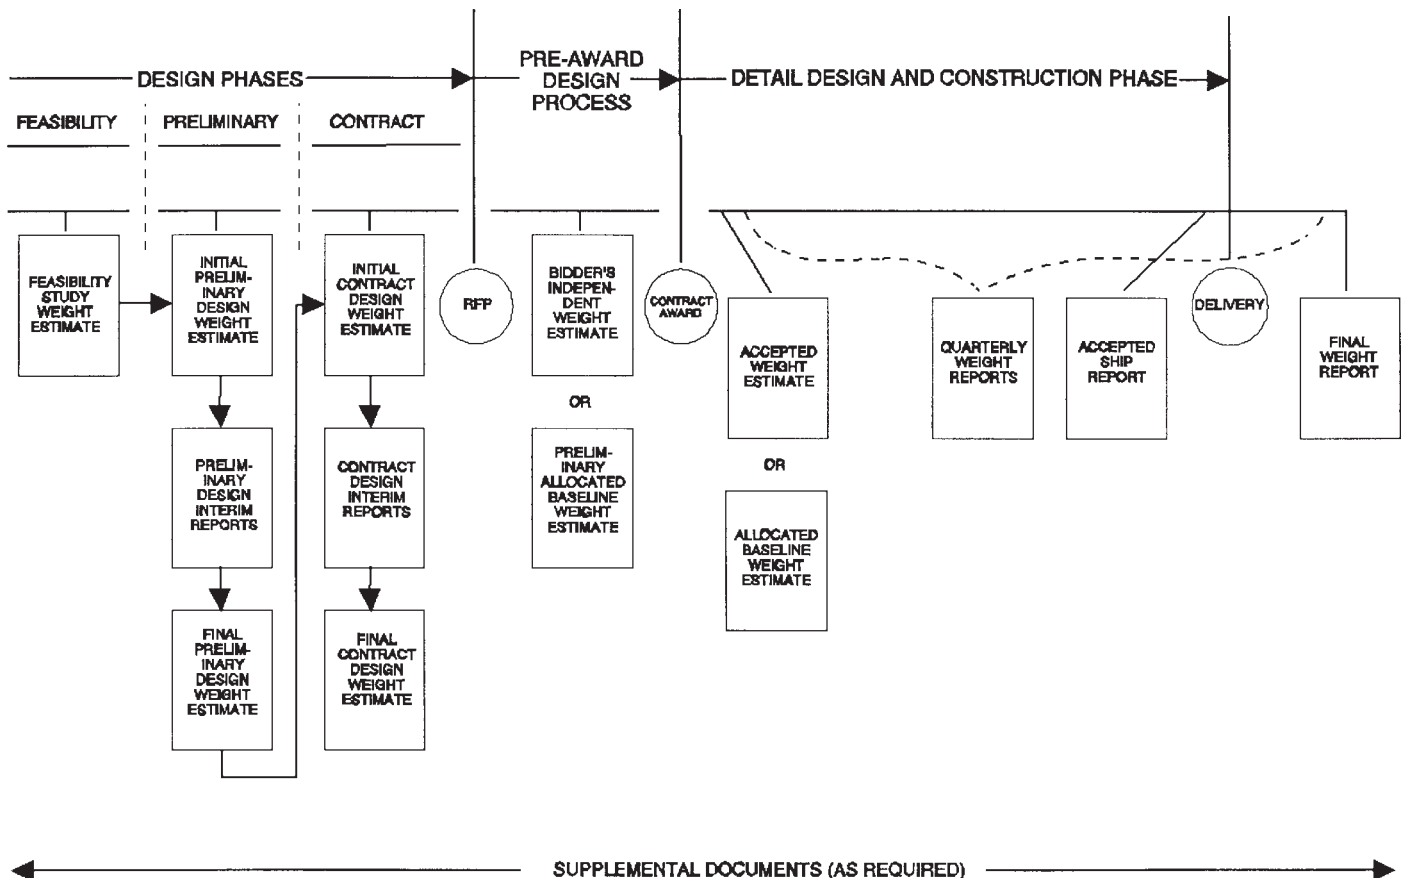 DESIGN PHASES
PRE-AWARD
DESIGN
PROCESS
DETAIL DESIGN AND CONSTRUCTION PHASE
FEASIBILITY
PRELIMINARY
CONTRACT
FEASIBILITY
STUDY
WEIGHT
ESTIMATE
INITIAL
PRELIM-
INARY
DESIGN
WEIGHT
ESTIMATE
INITIAL
CONTRACT
DESIGN
WEIGHT
ESTIMATE
RFP
BIDDER'S
INDEPEN-
DENT
WEIGHT
ESTIMATE
CONTRACT
AWARD
ACCEPTED
WEIGHT
ESTIMATE
QUARTERLY
WEIGHT
REPORTS
ACCEPTED
SHIP
REPORT
DELIVERY
FINAL
WEIGHT
REPORT
OR
PRELIM-
INARY
DESIGN
INTERIM
REPORTS
CONTRACT
DESIGN
INTERIM
REPORTS
PRELIM-
INARY
ALLOCATED
BASELINE
WEIGHT
ESTIMATE
OR
ALLOCATED
BASELINE
WEIGHT
ESTIMATE
FINAL
PRELIM-
INARY
DESIGN
WEIGHT
ESTIMATE
FINAL
CONTRACT
DESIGN
WEIGHT
ESTIMATE
SUPPLEMENTAL DOCUMENTS (AS REQUIRED)